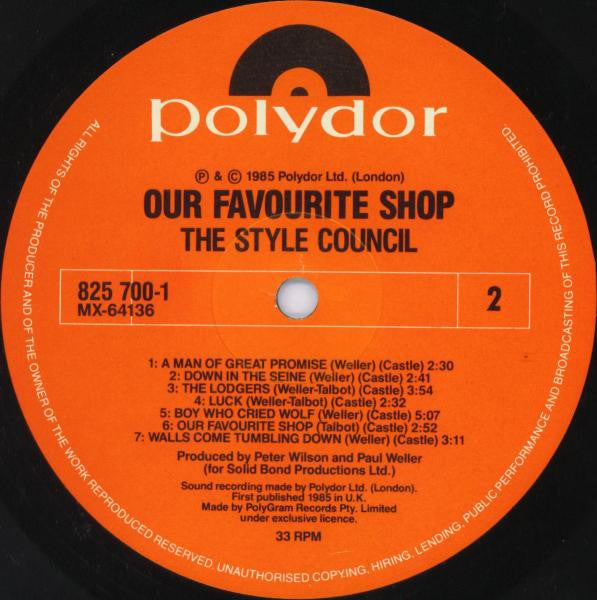 polydor
℗ & © 1985 Polydor Ltd. (London)
OUR FAVOURITE SHOP
THE STYLE COUNCIL
825 700-1
MX-64136
2
1: A MAN OF GREAT PROMISE (Weller) (Castle) 2:30
2: DOWN IN THE SEINE (Weller) (Castle) 2:41
3: THE LODGERS (Weller-Talbot) (Castle) 3:54
4: LUCK (Weller-Talbot) (Castle) 2:32
5: BOY WHO CRIED WOLF (Weller) (Castle) 5:07
6: OUR FAVOURITE SHOP (Talbot) (Castle) 2:52
7: WALLS COME TUMBLING DOWN (Weller) (Castle) 3:11
Produced by Peter Wilson and Paul Weller
(for Solid Bond Productions Ltd.)
Sound recording made by Polydor Ltd. (London).
First published 1985 in U.K.
Made by PolyGram Records Pty. Limited
under exclusive licence.
33 RPM
ALL RIGHTS OF THE PRODUCER AND OF THE OWNER OF THE WORK REPRODUCED RESERVED. UNAUTHORISED COPYING, HIRING, LENDING, PUBLIC PERFORMANCE AND BROADCASTING OF THIS RECORD PROHIBITED.